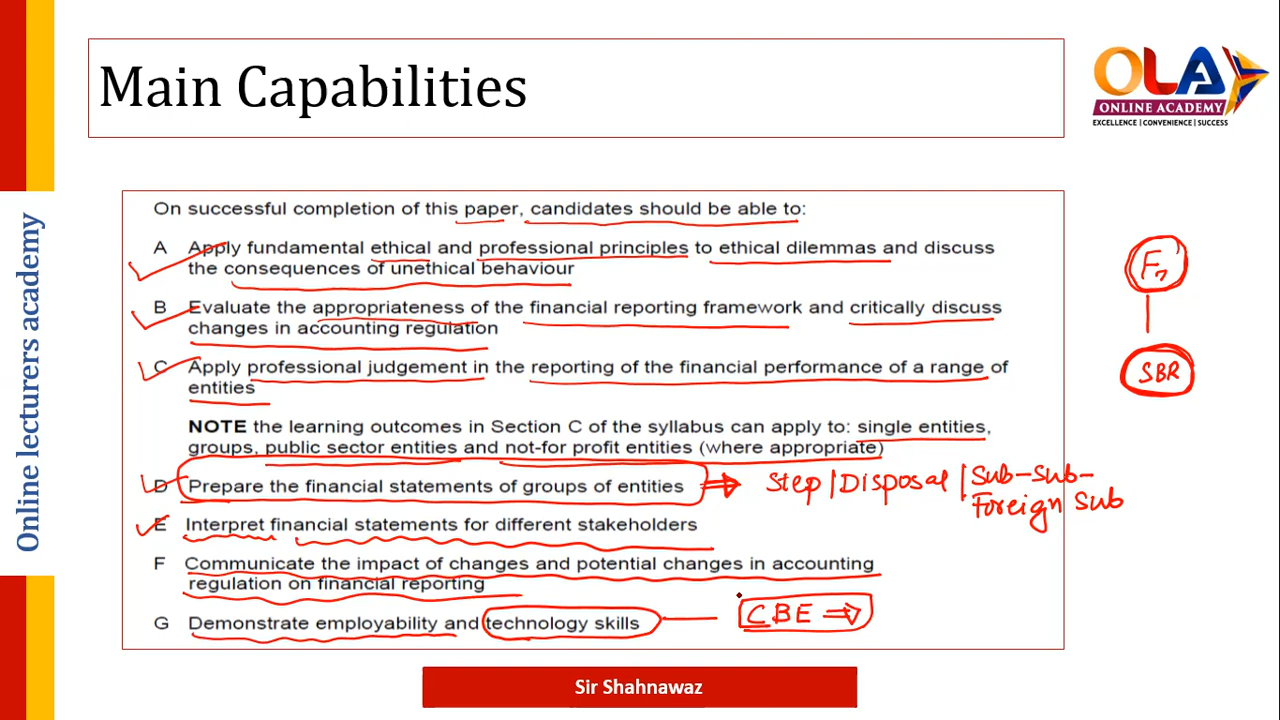 Main Capabilities
OLA
ONLINE ACADEMY
EXCELLENCE | CONVENIENCE | SUCCESS
Online lecturers academy
On successful completion of this paper, candidates should be able to:
A Apply fundamental ethical and professional principles to ethical dilemmas and discuss
the consequences of unethical behaviour
B Evaluate the appropriateness of the financial reporting framework and critically discuss
changes in accounting regulation
C Apply professional judgement in the reporting of the financial performance of a range of
entities
NOTE the learning outcomes in Section C of the syllabus can apply to: single entities,
groups, public sector entities and not-for profit entities (where appropriate)
D Prepare the financial statements of groups of entities
Step/Disposal/Sub-Sub-
Foreign Sub
E Interpret financial statements for different stakeholders
F Communicate the impact of changes and potential changes in accounting
regulation on financial reporting
G Demonstrate employability and technology skills
CBE
F7
SBR
Sir Shahnawaz